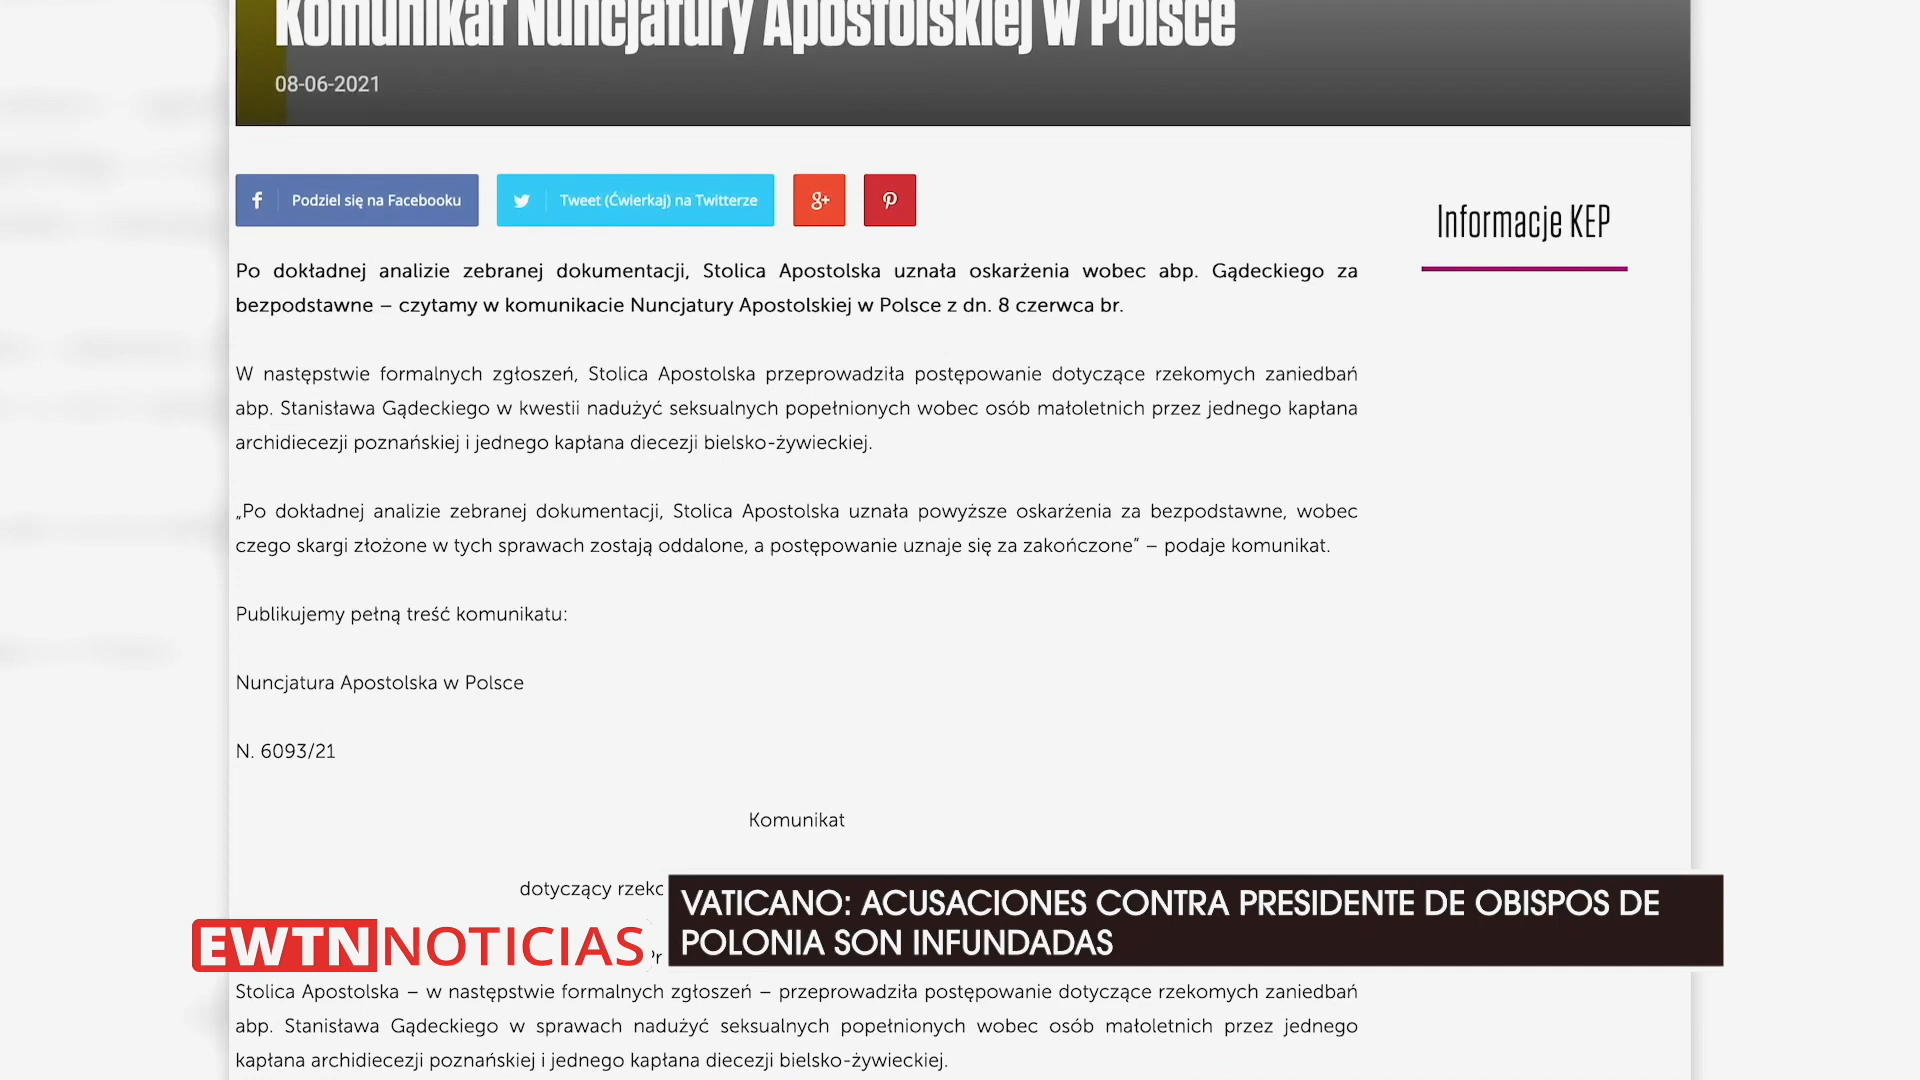 Komunikat Nuncjatury Apostolskiej w Polsce
08-06-2021
Podziel się na Facebooku
Tweet (Ćwierkaj) na Twitterze
Informacje KEP
Po dokładnej analizie zebranej dokumentacji, Stolica Apostolska uznała oskarżenia wobec abp. Gądeckiego za
bezpodstawne – czytamy w komunikacie Nuncjatury Apostolskiej w Polsce z dn. 8 czerwca br.
W następstwie formalnych zgłoszeń, Stolica Apostolska przeprowadziła postępowanie dotyczące rzekomych zaniedbań
abp. Stanisława Gądeckiego w kwestii nadużyć seksualnych popełnionych wobec osób małoletnich przez jednego kapłana
archidiecezji poznańskiej i jednego kapłana diecezji bielsko-żywieckiej.
„Po dokładnej analizie zebranej dokumentacji, Stolica Apostolska uznała powyższe oskarżenia za bezpodstawne, wobec
czego skargi złożone w tych sprawach zostają oddalone, a postępowanie uznaje się za zakończone” – podaje komunikat.
Publikujemy pełną treść komunikatu:
Nuncjatura Apostolska w Polsce
N. 6093/21
Komunikat
dotyczący
VATICANO: ACUSACIONES CONTRA PRESIDENTE DE OBISPOS DE
POLONIA SON INFUNDADAS
EWTN NOTICIAS
Stolica Apostolska – w następstwie formalnych zgłoszeń – przeprowadziła postępowanie dotyczące rzekomych zaniedbań
abp. Stanisława Gądeckiego w sprawach nadużyć seksualnych popełnionych wobec osób małoletnich przez jednego
kapłana archidiecezji poznańskiej i jednego kapłana diecezji bielsko-żywieckiej.